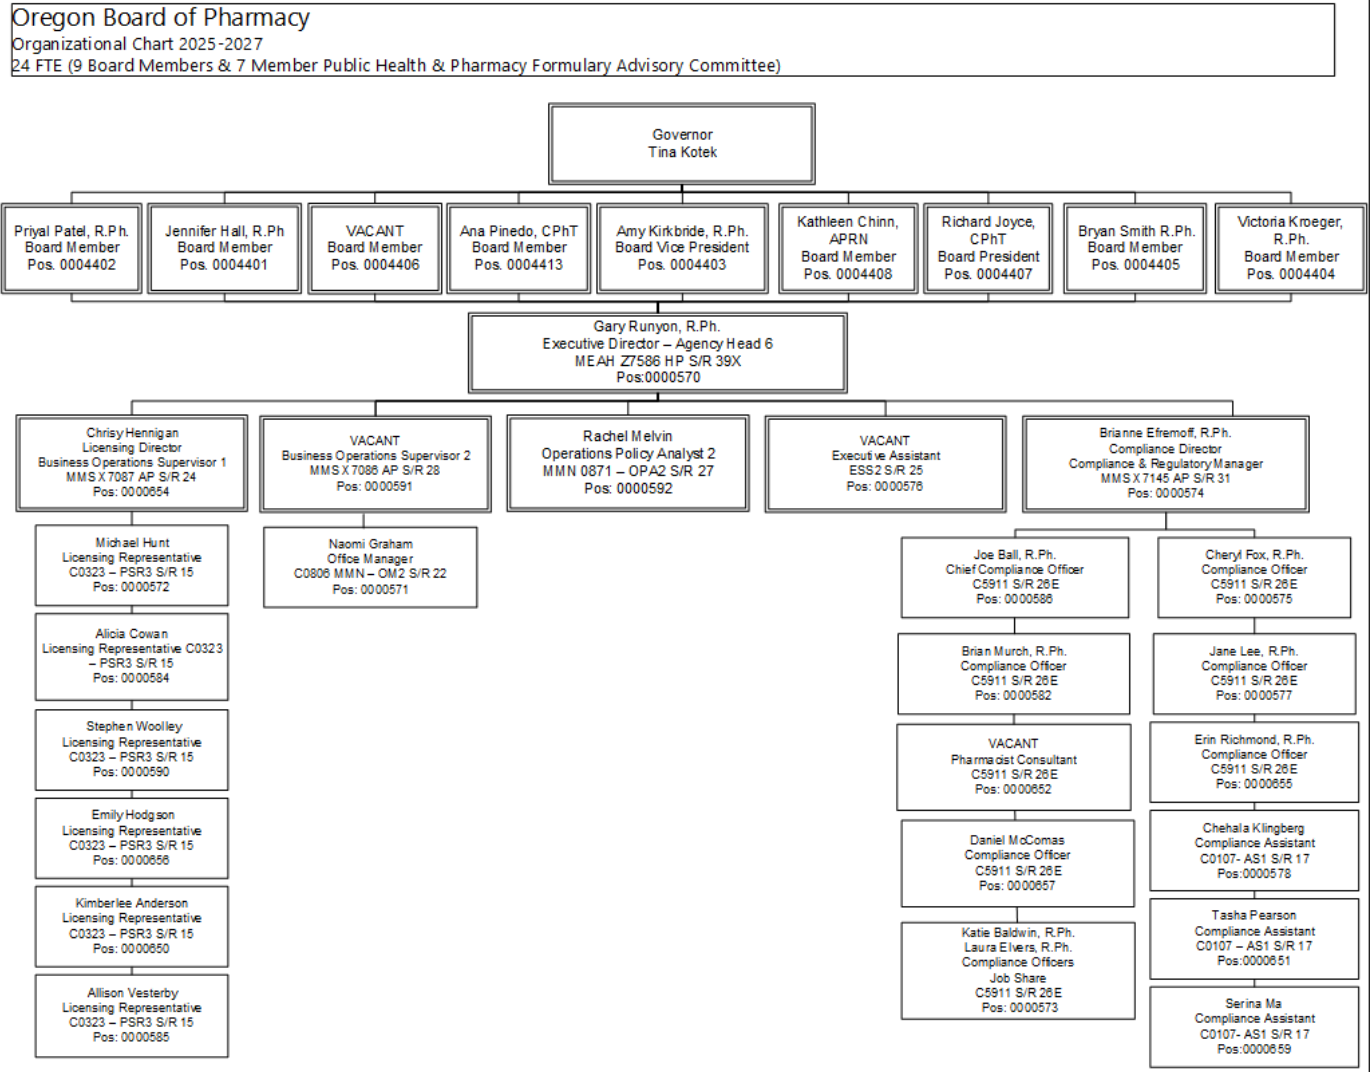 Oregon Board of Pharmacy
Organizational Chart 2025-2027
24 FTE (9 Board Members & 7 Member Public Health & Pharmacy Formulary Advisory Committee)
Governor
Tina Kotek
Priyal Patel, R.Ph.
Board Member
Pos. 0004402
Jennifer Hall, R.Ph
Board Member
Pos. 0004401
VACANT
Board Member
Pos. 0004406
Ana Pinedo, CPhT
Board Member
Pos. 0004413
Amy Kirkbride, R.Ph.
Board Vice President
Pos. 0004403
Kathleen Chinn,
APRN
Board Member
Pos. 0004408
Richard Joyce,
CPhT
Board President
Pos. 0004407
Bryan Smith R.Ph.
Board Member
Pos. 0004405
Victoria Kroeger,
R.Ph.
Board Member
Pos. 0004404
Gary Runyon, R.Ph.
Executive Director – Agency Head 6
MEAH Z7586 HP S/R 39X
Pos:0000570
Chrisy Hennigan
Licensing Director
Business Operations Supervisor 1
MMS X7087 AP S/R 24
Pos: 0000654
VACANT
Business Operations Supervisor 2
MMS X7086 AP S/R 28
Pos: 0000591
Rachel Melvin
Operations Policy Analyst 2
MMN 0871 – OPA2 S/R 27
Pos: 0000592
VACANT
Executive Assistant
ESS2 S/R 25
Pos: 0000576
Brianne Efremoff, R.Ph.
Compliance Director
Compliance & Regulatory Manager
MMS X7145 AP S/R 31
Pos: 0000574
Michael Hunt
Licensing Representative
C0323 – PSR3 S/R 15
Pos: 0000572
Alicia Cowan
Licensing Representative C0323
– PSR3 S/R 15
Pos: 0000584
Stephen Woolley
Licensing Representative
C0323 – PSR3 S/R 15
Pos: 0000590
Emily Hodgson
Licensing Representative
C0323 – PSR3 S/R 15
Pos: 0000656
Kimberlee Anderson
Licensing Representative
C0323 – PSR3 S/R 15
Pos: 0000650
Allison Vesterby
Licensing Representative
C0323 – PSR3 S/R 15
Pos: 0000585
Naomi Graham
Office Manager
C0806 MMN – OM2 S/R 22
Pos: 0000571
Joe Ball, R.Ph.
Chief Compliance Officer
C5911 S/R 26E
Pos: 0000586
Brian Murch, R.Ph.
Compliance Officer
C5911 S/R 26E
Pos: 0000582
VACANT
Pharmacist Consultant
C5911 S/R 26E
Pos: 0000652
Daniel McComas
Compliance Officer
C5911 S/R 26E
Pos: 0000657
Katie Baldwin, R.Ph.
Laura Elvers, R.Ph.
Compliance Officers
Job Share
C5911 S/R 26E
Pos: 0000573
Cheryl Fox, R.Ph.
Compliance Officer
C5911 S/R 26E
Pos: 0000575
Jane Lee, R.Ph.
Compliance Officer
C5911 S/R 26E
Pos: 0000577
Erin Richmond, R.Ph.
Compliance Officer
C5911 S/R 26E
Pos: 0000655
Chehala Klingberg
Compliance Assistant
C0107- AS1 S/R 17
Pos:0000578
Tasha Pearson
Compliance Assistant
C0107 – AS1 S/R 17
Pos:0000651
Serina Ma
Compliance Assistant
C0107- AS1 S/R 17
Pos:0000659